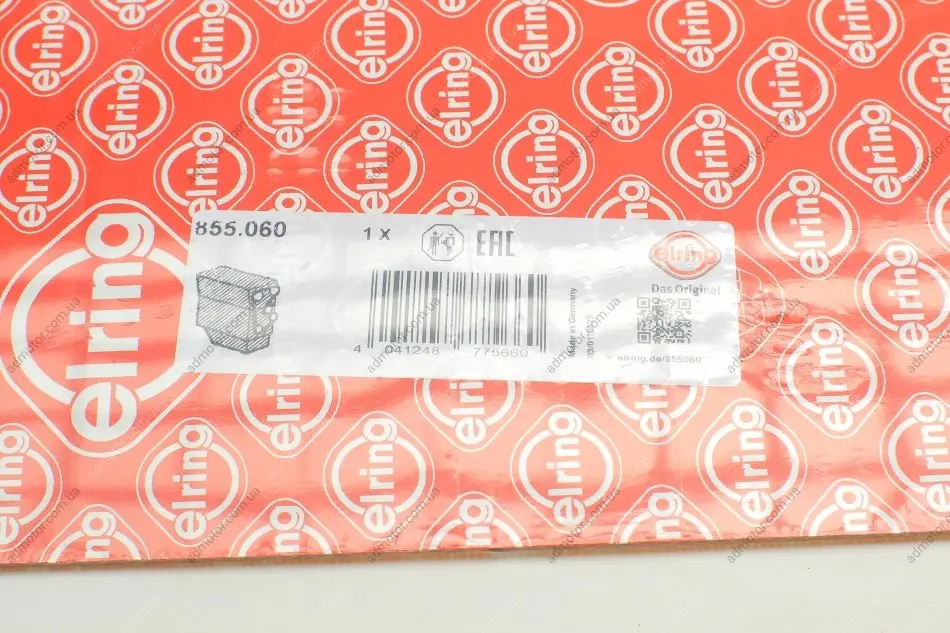 855.060
1 X
EAC
elring
Das Original
4 041248 775660
Made in Germany
elring.de/855060
elring
admotor.com.ua